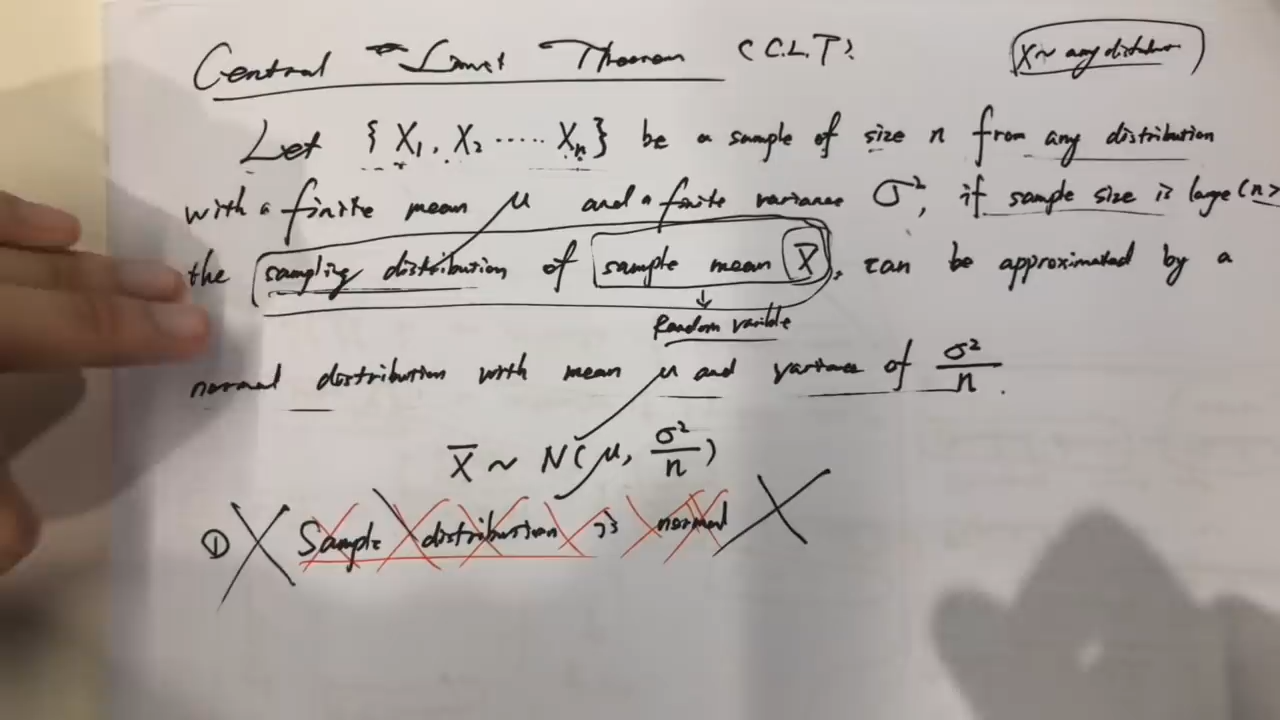 Central Limit Theorem (C.L.T)
X ~ any distribution
Let { X₁, X₂ ..... Xₙ } be a sample of size n from any distribution
with a finite mean μ and a finite variance σ², if sample size is large (n>
the sampling distribution of sample mean X̅, can be approximated by a
↓
Random varible
normal distribution with mean μ and variance of σ²/n.
X̅ ~ N(μ, σ²/n)
① X Sample distribution is normal X